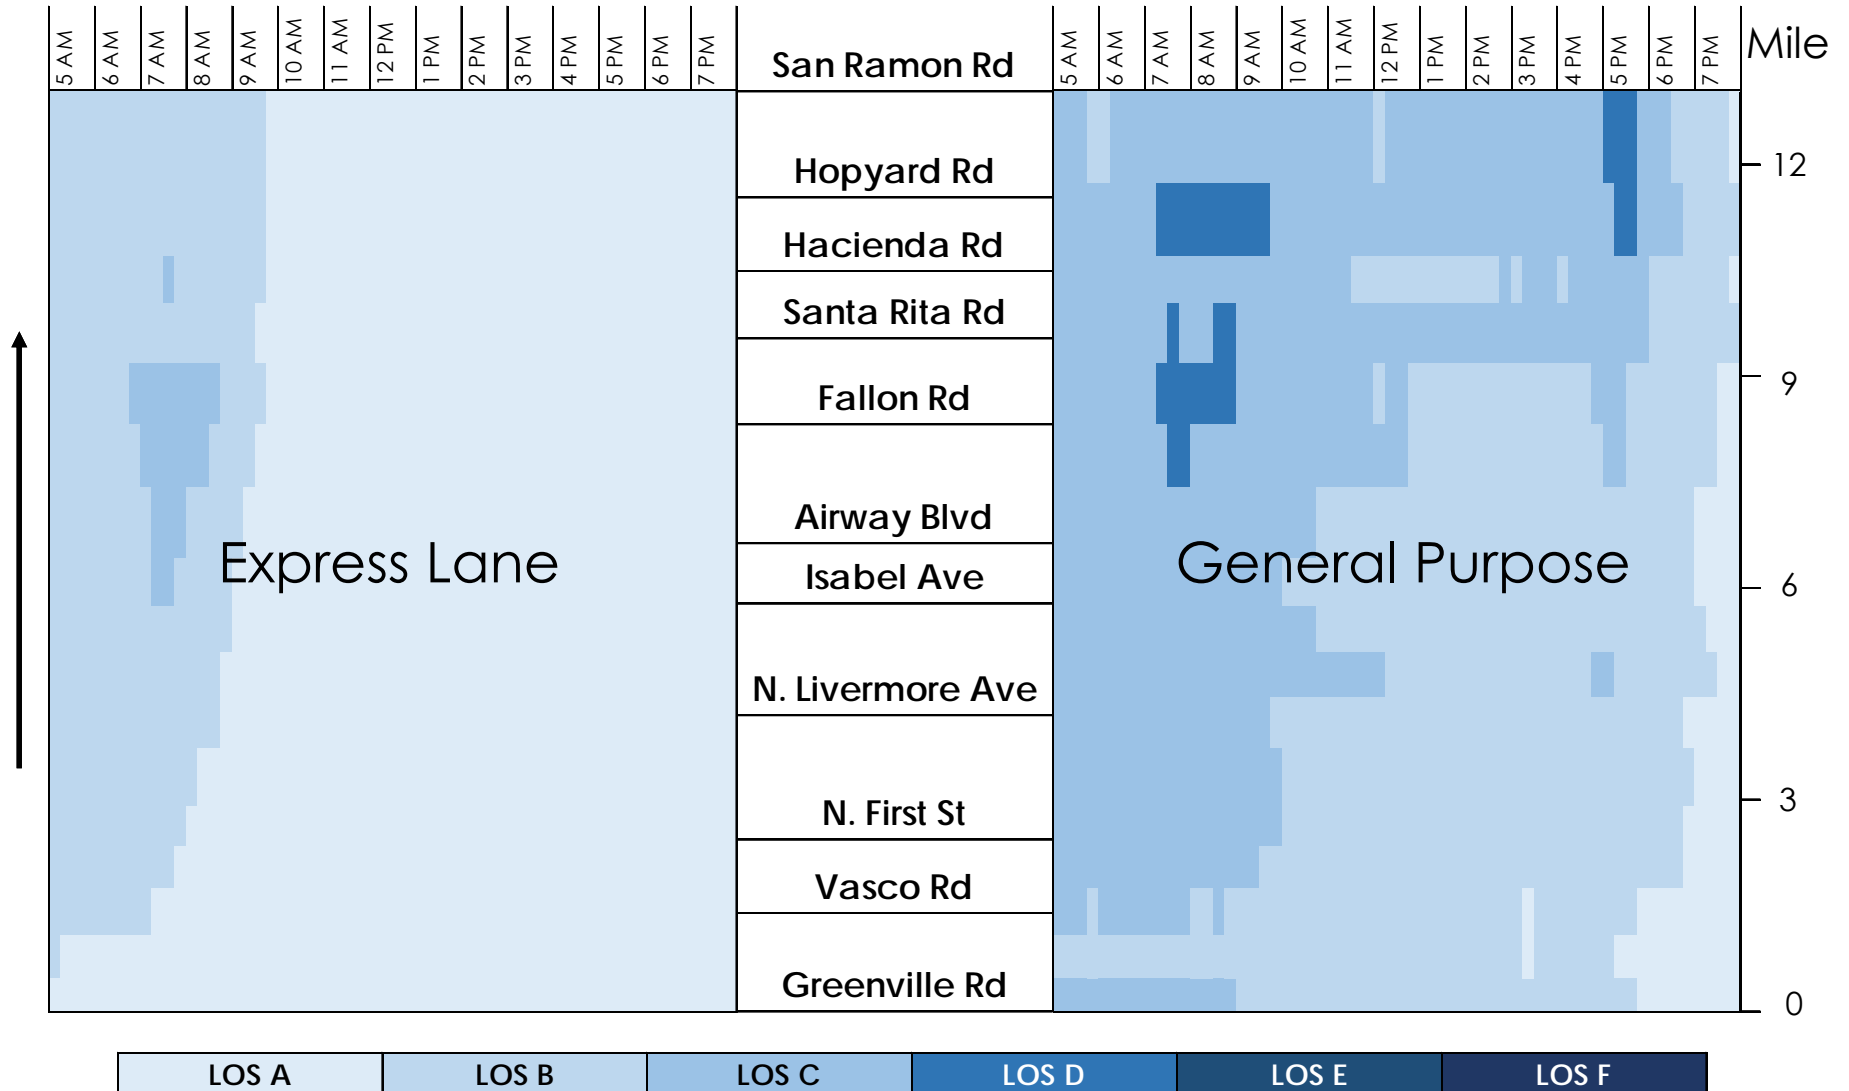 5 AM 6 AM 7 AM 8 AM 9 AM 10 AM 11 AM 12 PM 1 PM 2 PM 3 PM 4 PM 5 PM 6 PM 7 PM
San Ramon Rd
5 AM 6 AM 7 AM 8 AM 9 AM 10 AM 11 AM 12 PM 1 PM 2 PM 3 PM 4 PM 5 PM 6 PM 7 PM
Mile
Hopyard Rd
12
Hacienda Rd
Santa Rita Rd
Fallon Rd
9
Airway Blvd
Express Lane
Isabel Ave
General Purpose
6
N. Livermore Ave
N. First St
3
Vasco Rd
Greenville Rd
0
LOS A LOS B LOS C LOS D LOS E LOS F